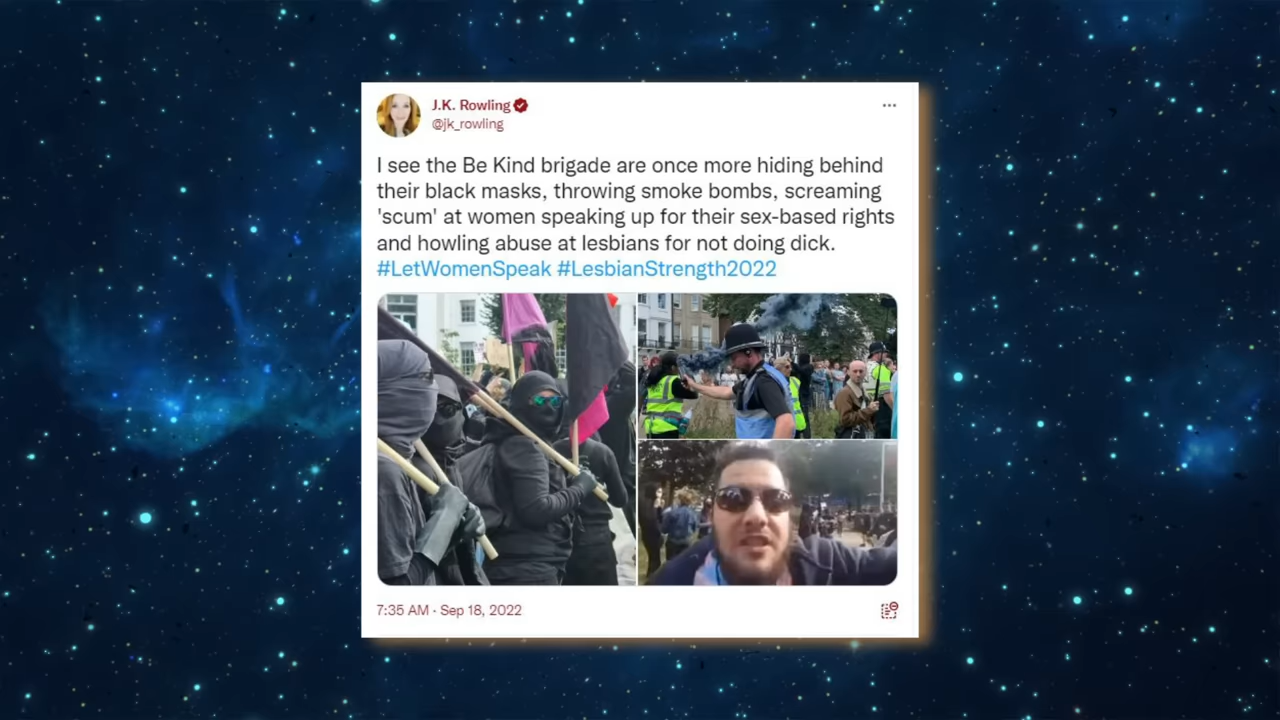 J.K. Rowling
@jk_rowling
I see the Be Kind brigade are once more hiding behind
their black masks, throwing smoke bombs, screaming
'scum' at women speaking up for their sex-based rights
and howling abuse at lesbians for not doing dick.
#LetWomenSpeak #LesbianStrength2022
7:35 AM · Sep 18, 2022